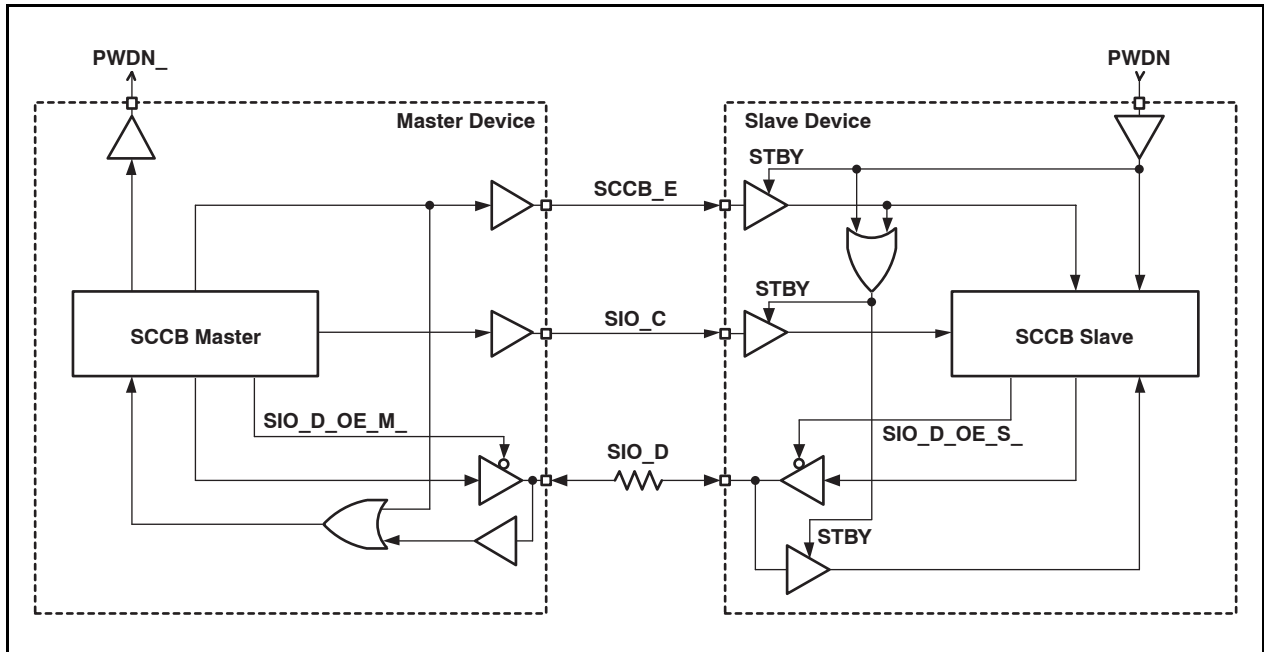 PWDN_
PWDN
Master Device
Slave Device
STBY
SCCB_E
STBY
SIO_C
SCCB Master
SCCB Slave
SIO_D_OE_M_
SIO_D_OE_S_
SIO_D
STBY